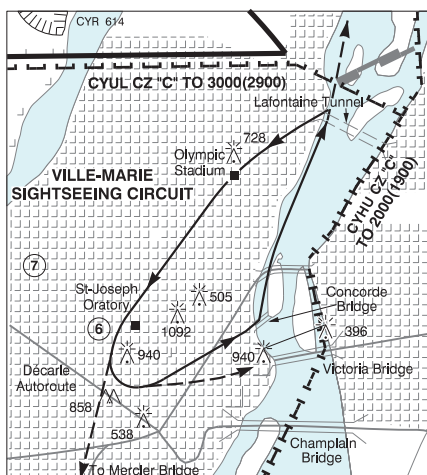 CYR 614
CYUL CZ "C" TO 3000(2900)
Lafontaine Tunnel
728
Olympic
Stadium
VILLE-MARIE
SIGHTSEEING CIRCUIT
CYHU CZ "C"
TO 2000(1900)
7
St-Joseph
Oratory
505
Concorde
Bridge
6
1092
396
940
940
Victoria Bridge
Décarie
Autoroute
858
538
Champlain
Bridge
To Mercier Bridge